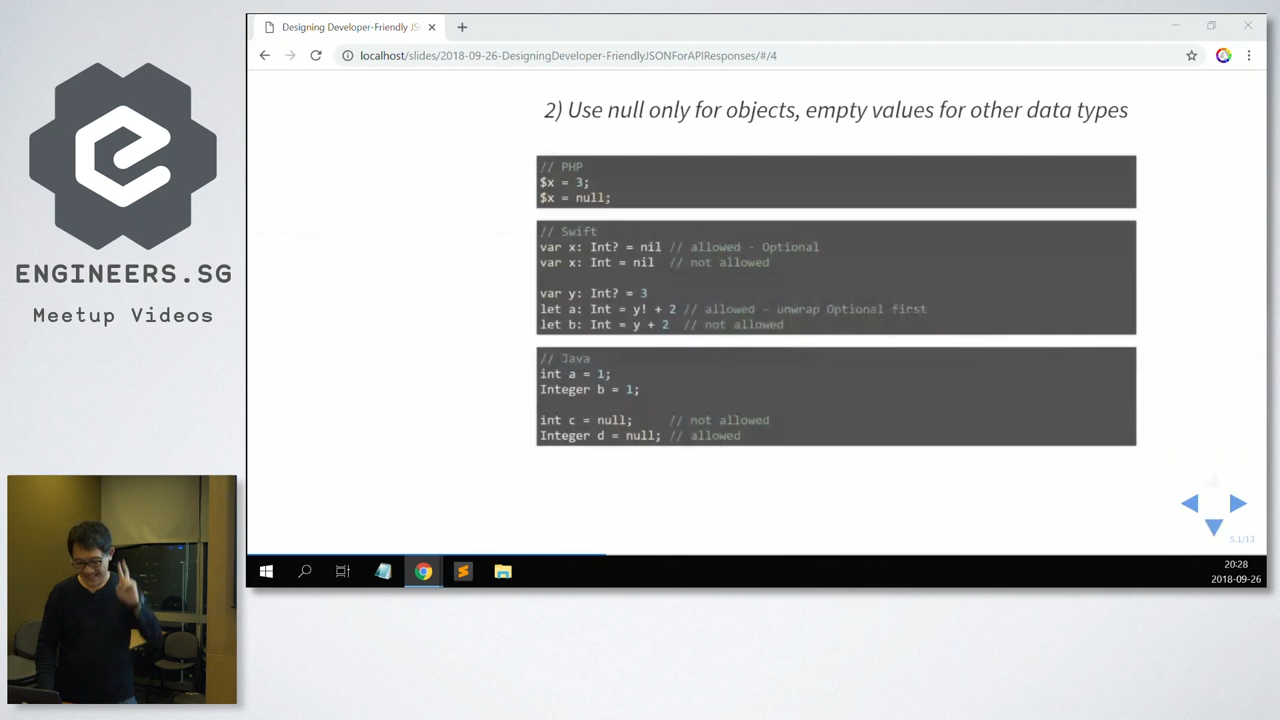 Designing Developer-Friendly JS
localhost/slides/2018-09-26-DesigningDeveloper-FriendlyJSONForAPIResponses/#/4
ENGINEERS.SG
Meetup Videos
2) Use null only for objects, empty values for other data types
// PHP
$x = 3;
$x = null;
// Swift
var x: Int? = nil // allowed - Optional
var x: Int = nil // not allowed
var y: Int? = 3
let a: Int = y! + 2 // allowed - unwrap Optional first
let b: Int = y + 2 // not allowed
// Java
int a = 1;
Integer b = 1;
int c = null; // not allowed
Integer d = null; // allowed
5.1/13
20:28
2018-09-26